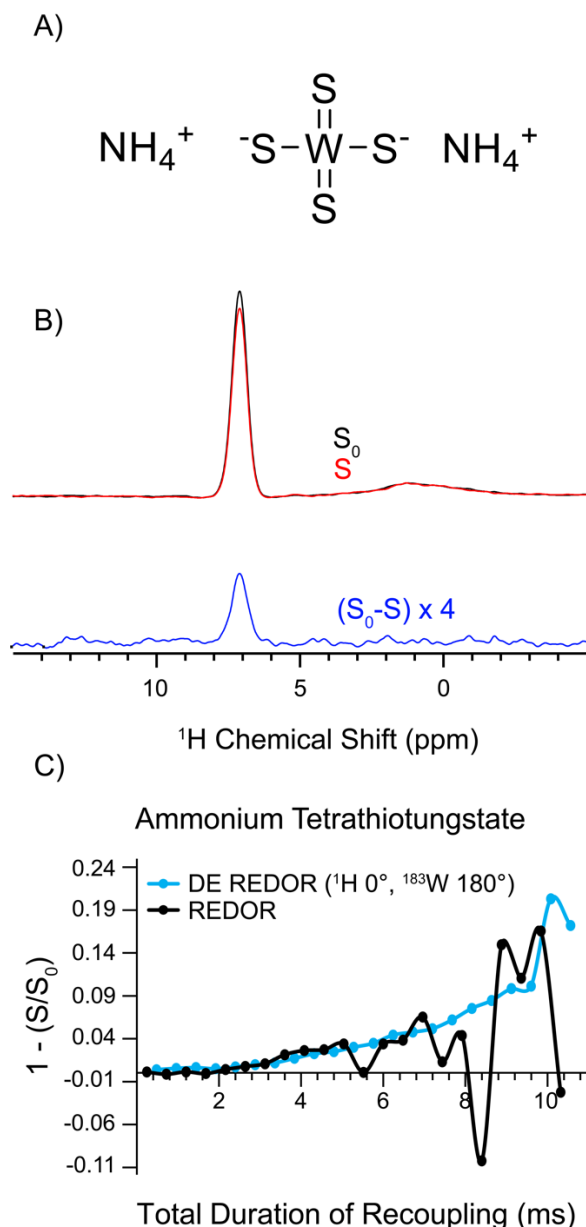 A)
S
NH₄⁺ ⁻S–W–S⁻ NH₄⁺
S
B)
S₀
S
(S₀-S) x 4
10 5 0
¹H Chemical Shift (ppm)
C)
Ammonium Tetrathiotungstate
DE REDOR (¹H 0°, ¹⁸³W 180°)
REDOR
1 - (S/S₀)
0.24
0.19
0.14
0.09
0.04
-0.01
-0.06
-0.11
2 4 6 8 10
Total Duration of Recoupling (ms)